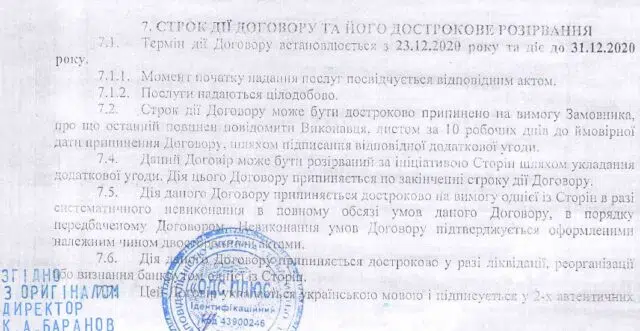 7. СТРОК ДІЇ ДОГОВОРУ ТА ЙОГО ДОСТРОКОВЕ РОЗІРВАННЯ
7.1. Термін дії Договору встановлюється з 23.12.2020 року та діє до 31.12.2020
року.
7.1.1. Момент початку надання послуг посвідчується відповідним актом.
7.1.2. Послуги надаються цілодобово.
7.2. Строк дії Договору може бути достроково припинено на вимогу Замовника,
про що останній повинен повідомити Виконавця, листом за 10 робочих днів до ймовірної
дати припинення Договору, шляхом підписання відповідної додаткової угоди.
7.4. Даний Договір може бути розірваний за ініціативою Сторін шляхом укладання
додаткової угоди. Дія цього Договору припиняється по закінченні строку дії Договору.
7.5. Дія даного Договору припиняється достроково на вимогу однієї із Сторін в разі
систематичного невиконання в повному обсязі умов даного Договору, в порядку
передбаченому Договором. Невиконання умов Договору підтверджується оформленими
належним чином актами.
7.6. Дія Договору припиняється достроково у разі ліквідації, реорганізації
або визнання однієї із Сторін
Цей Договір укладається українською мовою і підписується у 2-х автентичних
ЗГІДНО
З ОРИГІНАЛОМ
ДИРЕКТОР
К.А.БАРАНОВ
«ОДС ПЛЮС»
Ідентифікаційний
код 43900246